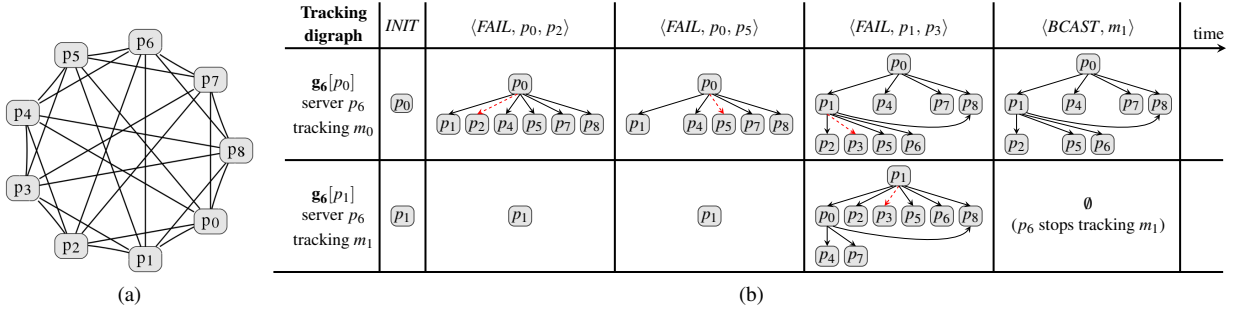 p6
p5
p7
p4
p8
p3
p0
p2
p1
(a)
Tracking digraph INIT ⟨FAIL, p0, p2⟩ ⟨FAIL, p0, p5⟩ ⟨FAIL, p1, p3⟩ ⟨BCAST, m1⟩ time
g6[p0]
server p6
tracking m0
p0
p0
p1 p2 p4 p5 p7 p8
p0
p1 p4 p5 p7 p8
p0
p1 p4 p7 p8
p2 p3 p5 p6
p0
p1 p4 p7 p8
p2 p5 p6
g6[p1]
server p6
tracking m1
p1
p1
p1
p1
p0 p2 p3 p5 p6 p8
p4 p7
∅
(p6 stops tracking m1)
(b)